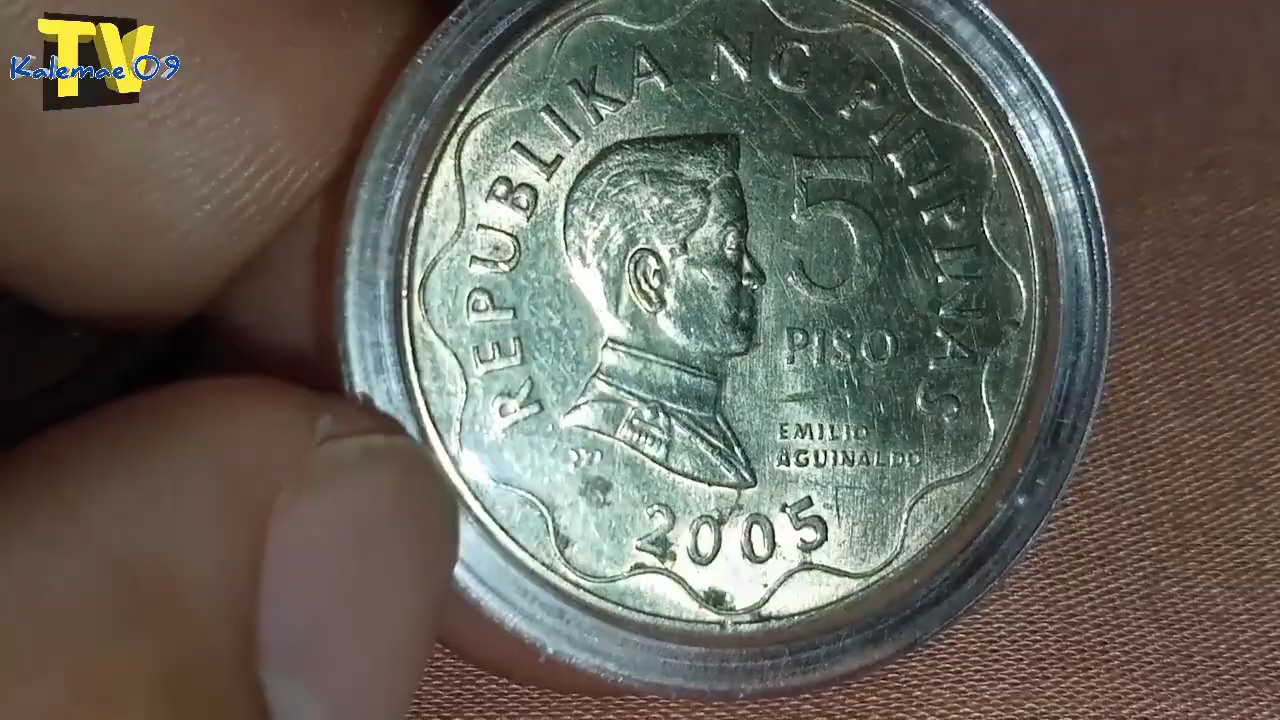 TV
Kalemae 09
REPUBLIKA NG PILIPINAS
5
PISO
EMILIO
AGUINALDO
2005